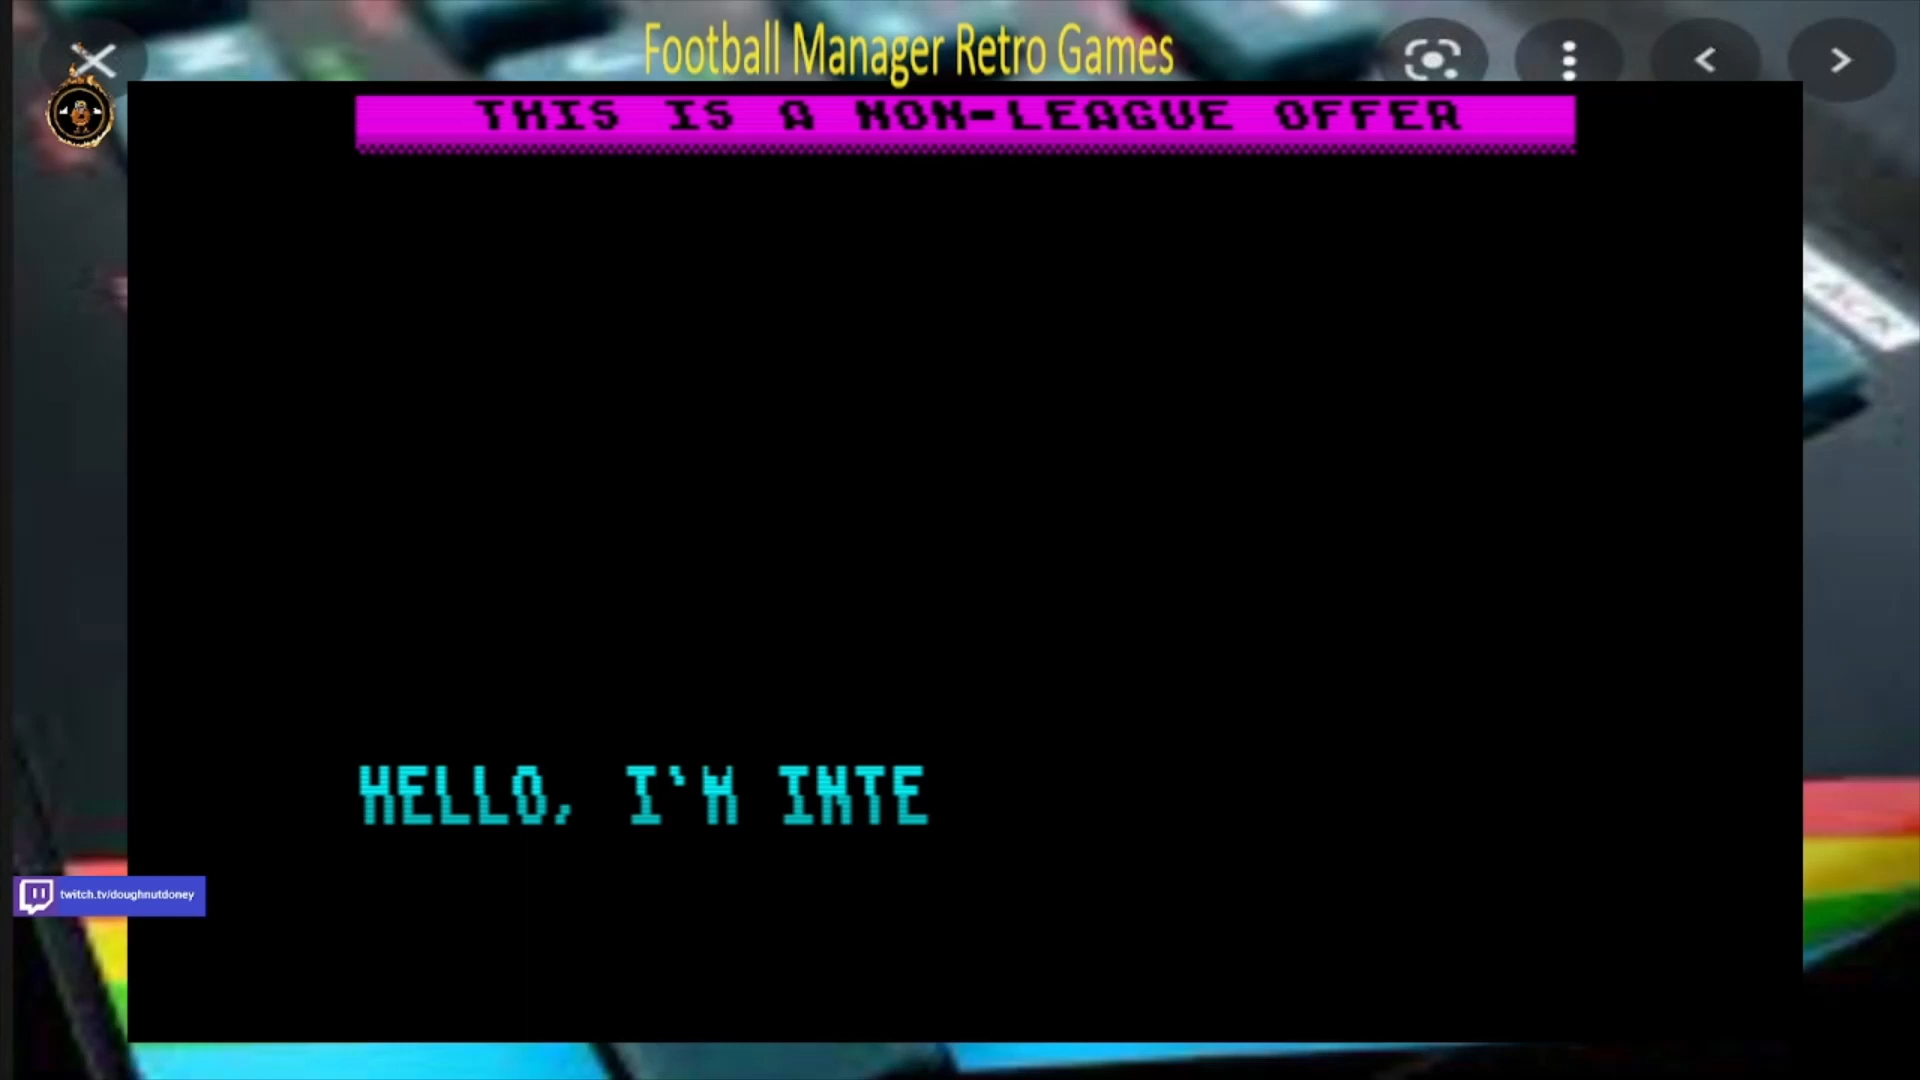 Football Manager Retro Games
THIS IS A NON-LEAGUE OFFER
HELLO, I'M INTE
twitch.tv/doughnutdoney